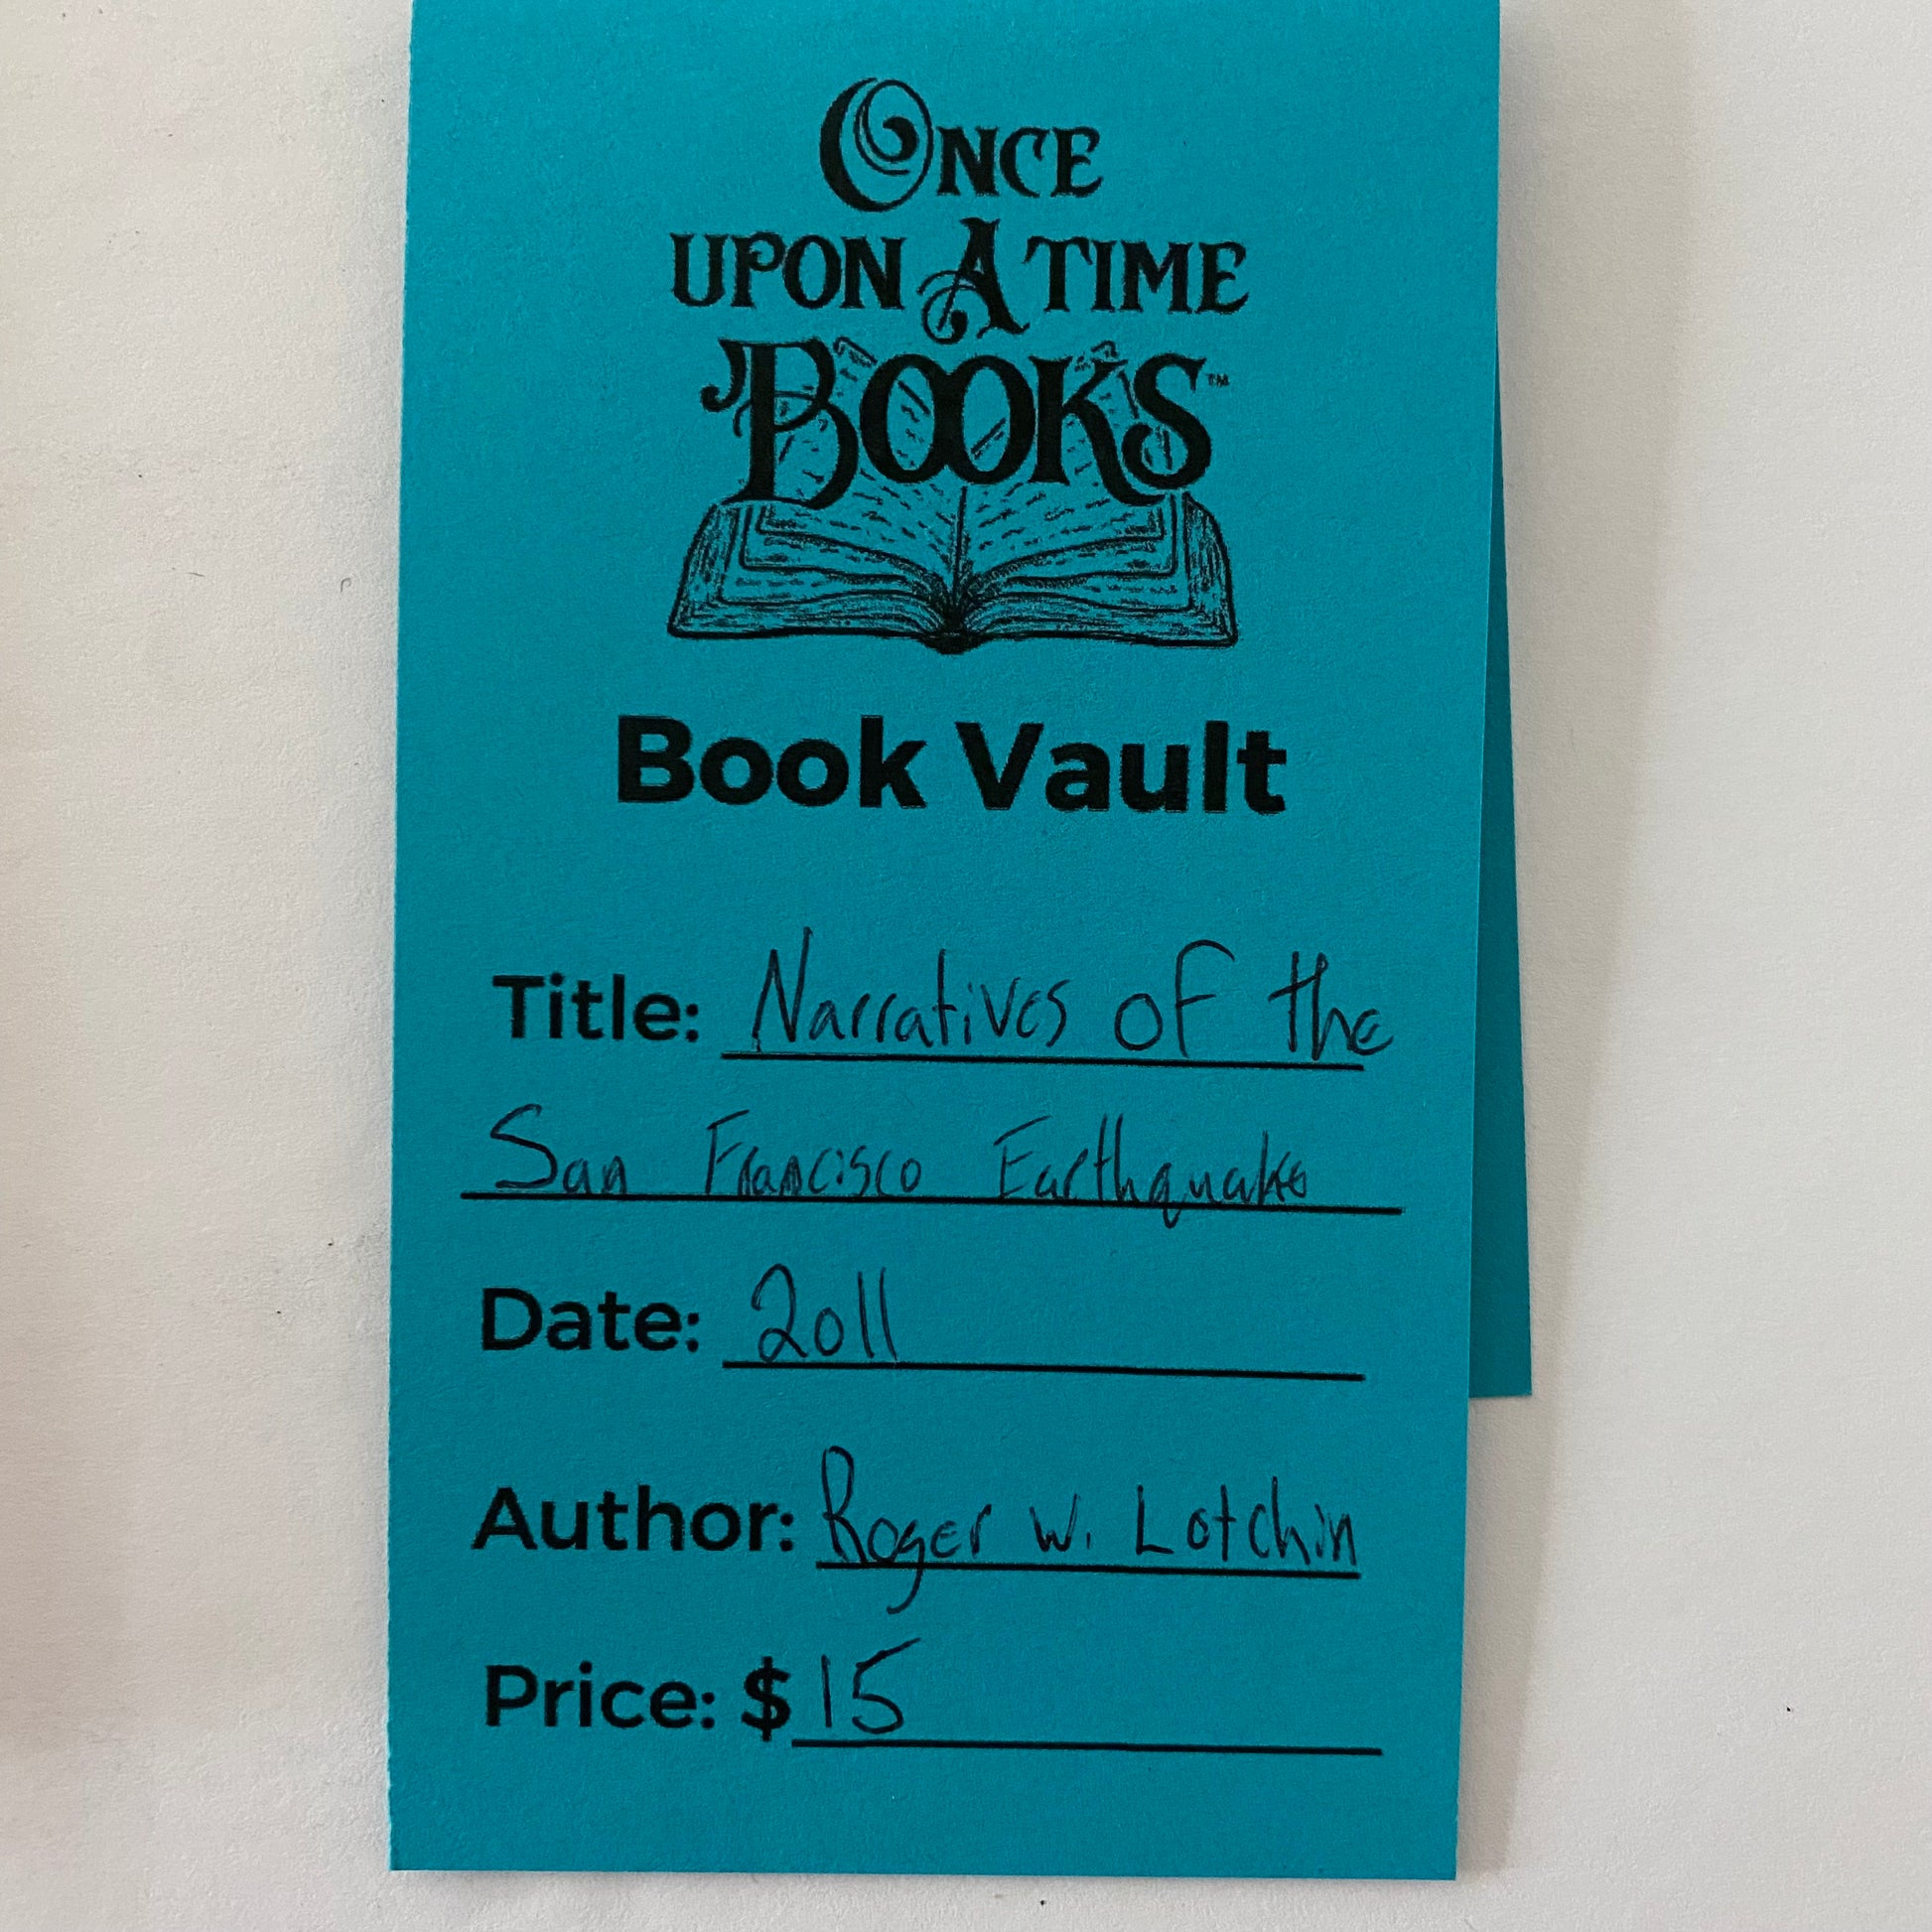 ONCE
UPON A TIME
BOOKS™
Book Vault
Title: Narratives of the
San Francisco Earthquake
Date: 2011
Author: Roger W. Lotchin
Price: $15